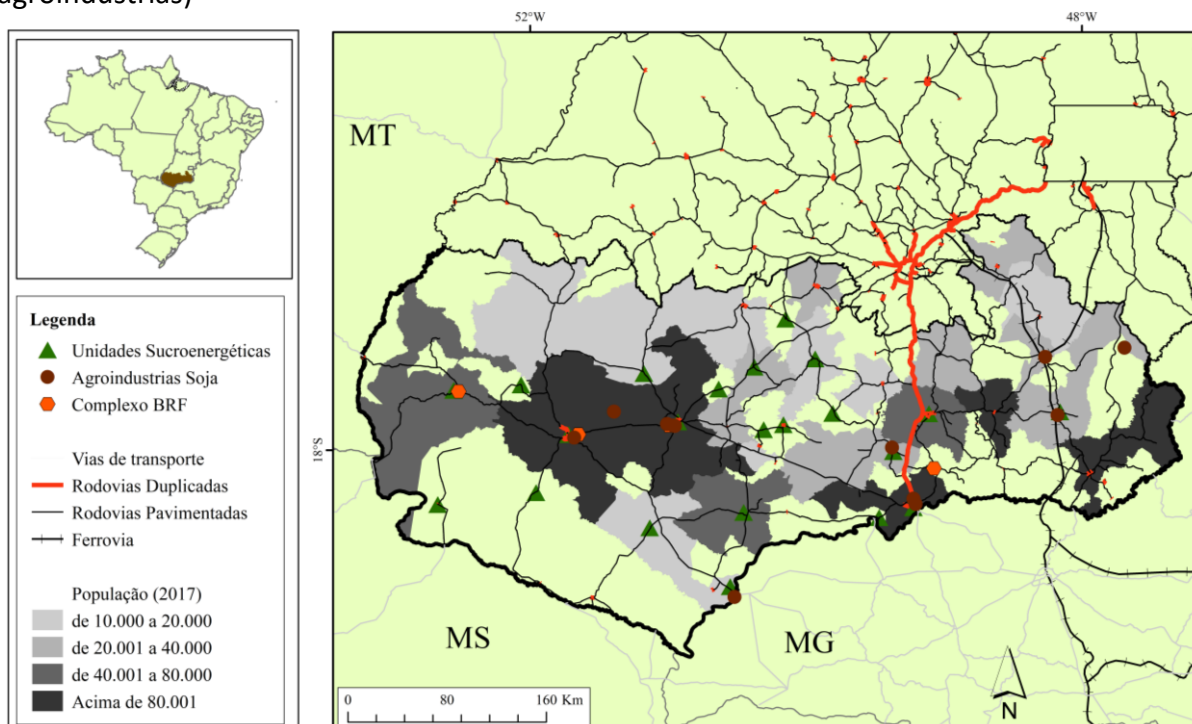 agroindústrias)
52°W
48°W
MT
18°S
MS
MG
N
0 80 160 Km
Legenda
Unidades Sucroenergéticas
Agroindustrias Soja
Complexo BRF
Vias de transporte
Rodovias Duplicadas
Rodovias Pavimentadas
Ferrovia
População (2017)
de 10.000 a 20.000
de 20.001 a 40.000
de 40.001 a 80.000
Acima de 80.001